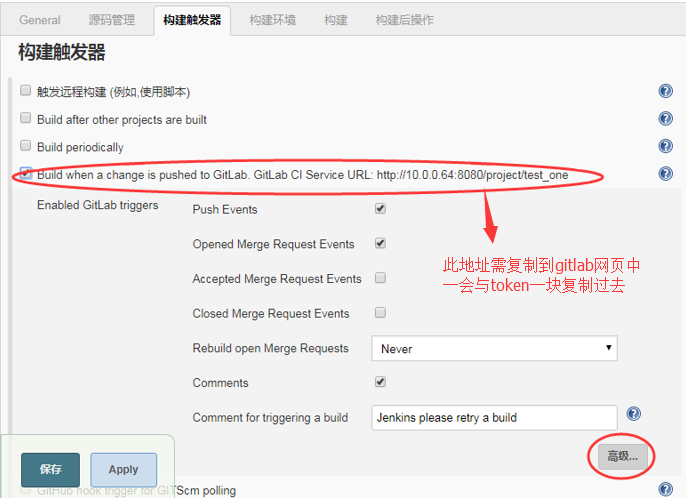 General 源码管理 构建触发器 构建环境 构建 构建后操作
构建触发器
触发远程构建 (例如,使用脚本)
Build after other projects are built
Build periodically
Build when a change is pushed to GitLab. GitLab CI Service URL: http://10.0.0.64:8080/project/test_one
Enabled GitLab triggers
Push Events
Opened Merge Request Events
Accepted Merge Request Events
Closed Merge Request Events
Rebuild open Merge Requests
Never
Comments
Comment for triggering a build
Jenkins please retry a build
此地址需复制到gitlab网页中
一会与token一块复制过去
高级...
保存
Apply
GitHub hook trigger for GITScm polling